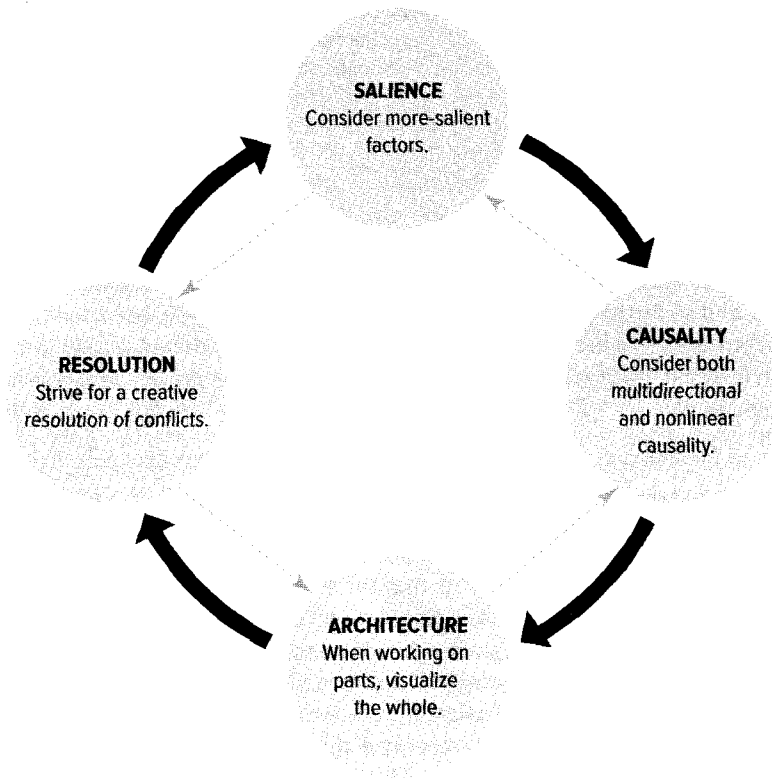 SALIENCE
Consider more-salient
factors.
CAUSALITY
Consider both
multidirectional
and nonlinear
causality.
RESOLUTION
Strive for a creative
resolution of conflicts.
ARCHITECTURE
When working on
parts, visualize
the whole.